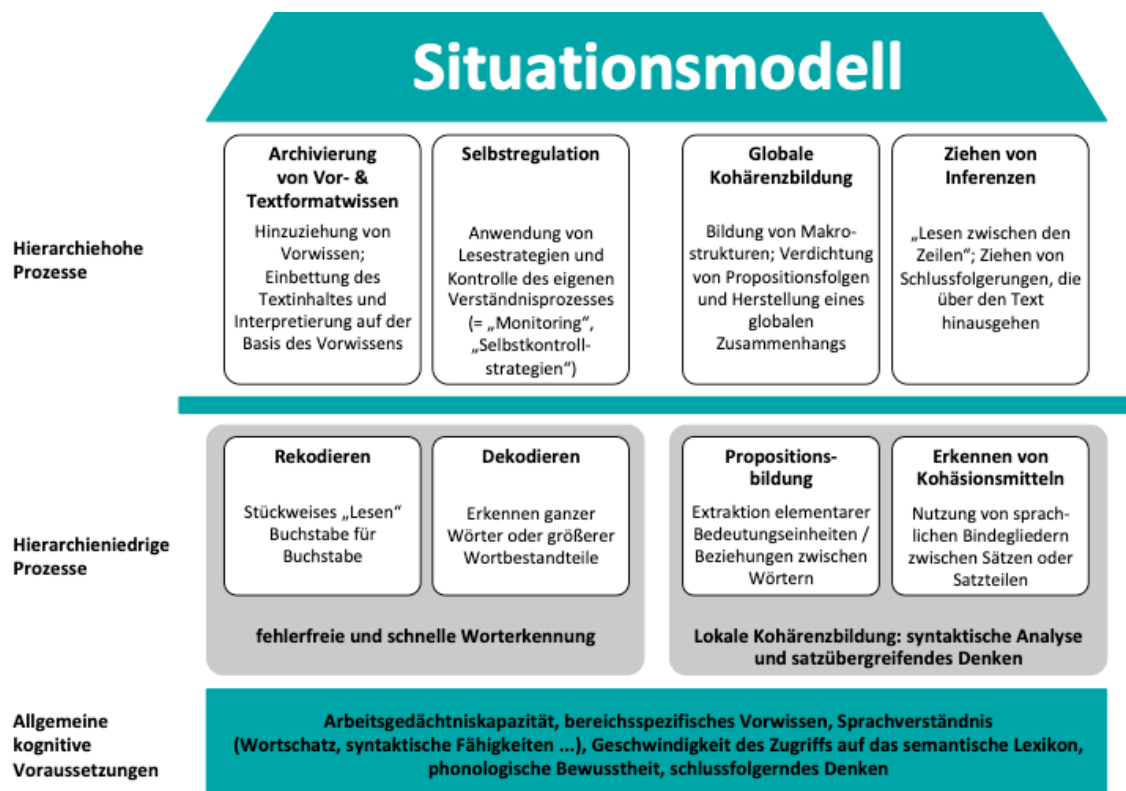 Situationsmodell
Hierarchiehohe
Prozesse
Archivierung
von Vor- &
Textformatwissen
Hinzuziehung von
Vorwissen;
Einbettung des
Textinhaltes und
Interpretierung auf der
Basis des Vorwissens
Selbstregulation
Anwendung von
Lesestrategien und
Kontrolle des eigenen
Verständnisprozesses
(= „Monitoring“,
„Selbstkontroll-
strategien“)
Globale
Kohärenzbildung
Bildung von Makro-
strukturen; Verdichtung
von Propositionsfolgen
und Herstellung eines
globalen
Zusammenhangs
Ziehen von
Inferenzen
„Lesen zwischen den
Zeilen“; Ziehen von
Schlussfolgerungen, die
über den Text
hinausgehen
Hierarchieniedrige
Prozesse
Rekodieren
Stückweises „Lesen“
Buchstabe für
Buchstabe
Dekodieren
Erkennen ganzer
Wörter oder größerer
Wortbestandteile
fehlerfreie und schnelle Worterkennung
Propositions-
bildung
Extraktion elementarer
Bedeutungseinheiten /
Beziehungen zwischen
Wörtern
Erkennen von
Kohäsionsmitteln
Nutzung von sprach-
lichen Bindegliedern
zwischen Sätzen oder
Satzteilen
Lokale Kohärenzbildung: syntaktische Analyse
und satzübergreifendes Denken
Allgemeine
kognitive
Voraussetzungen
Arbeitsgedächtniskapazität, bereichsspezifisches Vorwissen, Sprachverständnis
(Wortschatz, syntaktische Fähigkeiten ...), Geschwindigkeit des Zugriffs auf das semantische Lexikon,
phonologische Bewusstheit, schlussfolgerndes Denken